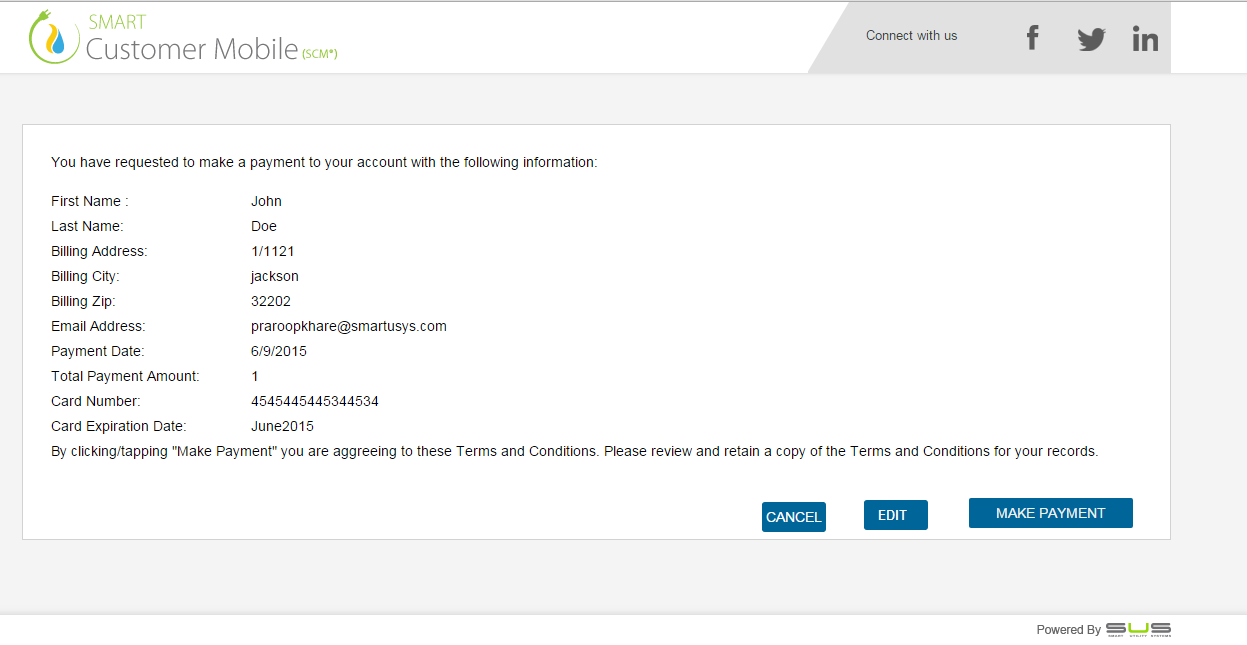 SMART
Customer Mobile (SCM®)
Connect with us
You have requested to make a payment to your account with the following information:
First Name : John
Last Name: Doe
Billing Address: 1/1121
Billing City: jackson
Billing Zip: 32202
Email Address: praroopkhare@smartusys.com
Payment Date: 6/9/2015
Total Payment Amount: 1
Card Number: 4545445445344534
Card Expiration Date: June2015
By clicking/tapping "Make Payment" you are aggreeing to these Terms and Conditions. Please review and retain a copy of the Terms and Conditions for your records.
CANCEL EDIT MAKE PAYMENT
Powered By SUS
SMART UTILITY SYSTEMS